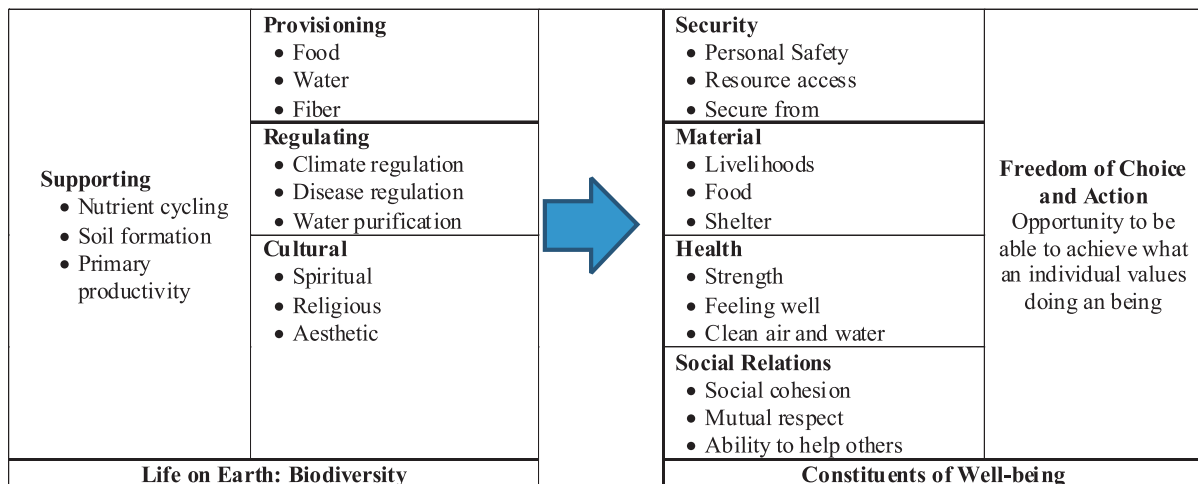 Supporting
• Nutrient cycling
• Soil formation
• Primary
productivity
Provisioning
• Food
• Water
• Fiber
Regulating
• Climate regulation
• Disease regulation
• Water purification
Cultural
• Spiritual
• Religious
• Aesthetic
Life on Earth: Biodiversity
Security
• Personal Safety
• Resource access
• Secure from
Material
• Livelihoods
• Food
• Shelter
Health
• Strength
• Feeling well
• Clean air and water
Social Relations
• Social cohesion
• Mutual respect
• Ability to help others
Freedom of Choice
and Action
Opportunity to be
able to achieve what
an individual values
doing an being
Constituents of Well-being